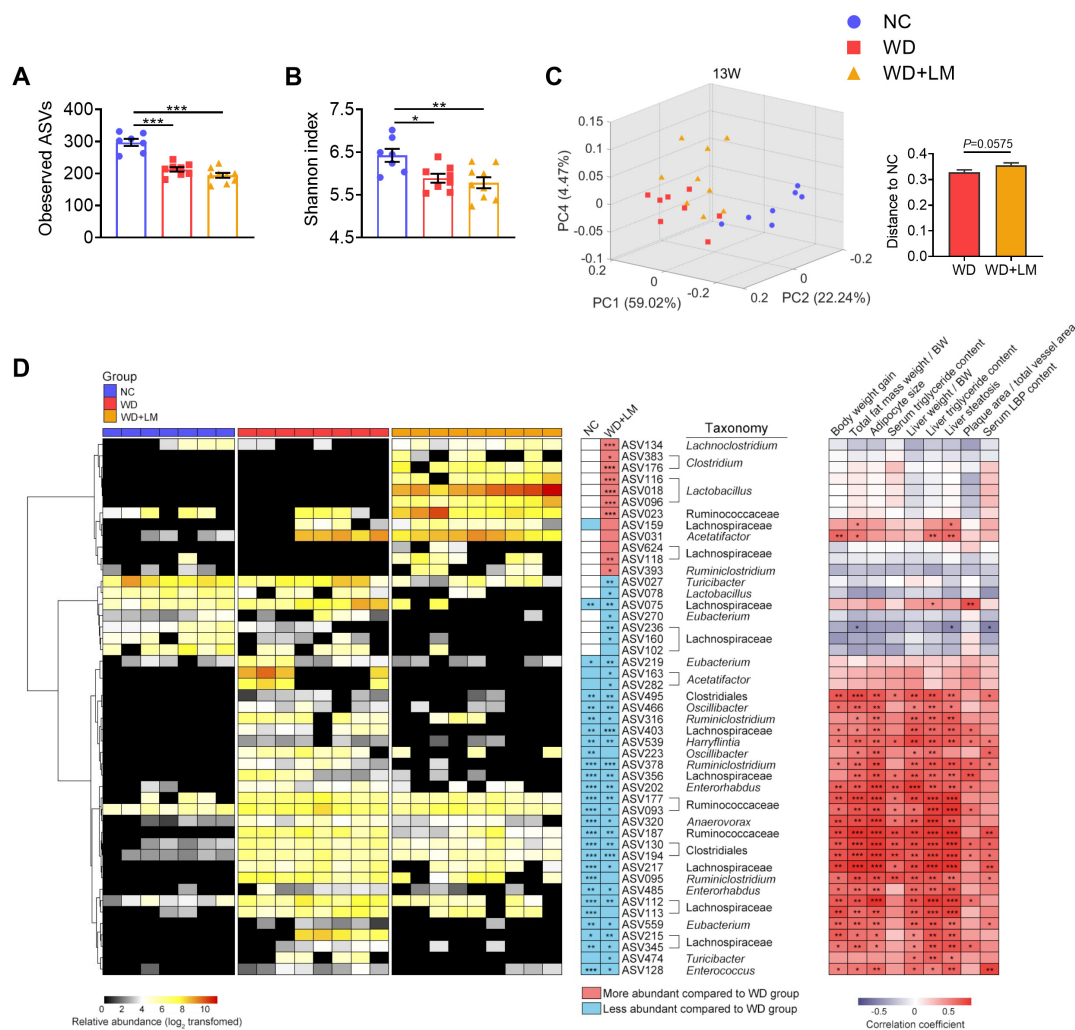 NC
WD
WD+LM
A
Obeserved ASVs
400
300
200
100
0
***
***
B
Shannon index
7.5
6.5
5.5
4.5
**
*
C
13W
PC4 (4.47%)
0.15
0.1
0.05
0
-0.05
-0.1
0.2
0
-0.2
PC1 (59.02%)
0.2
0
-0.2
PC2 (22.24%)
Distance to NC
0.4
0.3
0.2
0.1
0.0
P=0.0575
WD
WD+LM
D
Group
NC
WD
WD+LM
NC
WD+LM
Taxonomy
Body weight gain
Total fat mass weight / BW
Adipocyte size
Serum triglyceride content
Liver weight / BW
Liver triglyceride content
Liver steatosis
Plaque area / total vessel area
Serum LBP content
ASV134 Lachnoclostridium
ASV383
ASV176
Clostridium
ASV116
ASV018
ASV096
Lactobacillus
ASV023 Ruminococcaceae
ASV159 Lachnospiraceae
ASV031 Acetatifactor
ASV624
ASV118
Lachnospiraceae
ASV393 Ruminiclostridium
ASV027 Turicibacter
ASV078 Lactobacillus
ASV075 Lachnospiraceae
ASV270 Eubacterium
ASV236
ASV160
ASV102
Lachnospiraceae
ASV219 Eubacterium
ASV163
ASV282
Acetatifactor
ASV495 Clostridiales
ASV466 Oscillibacter
ASV316 Ruminiclostridium
ASV403 Lachnospiraceae
ASV539 Harryflintia
ASV223 Oscillibacter
ASV378 Ruminiclostridium
ASV356 Lachnospiraceae
ASV202 Enterorhabdus
ASV177
ASV093
Ruminococcaceae
ASV320 Anaerovorax
ASV187 Ruminococcaceae
ASV130
ASV194
Clostridiales
ASV217 Lachnospiraceae
ASV095 Ruminiclostridium
ASV485 Enterorhabdus
ASV112
ASV113
Lachnospiraceae
ASV559 Eubacterium
ASV215
ASV345
Lachnospiraceae
ASV474 Turicibacter
ASV128 Enterococcus
0 2 4 6 8 10
Relative abundance (log2 transfomed)
More abundant compared to WD group
Less abundant compared to WD group
-0.5 0 0.5
Correlation coefficient